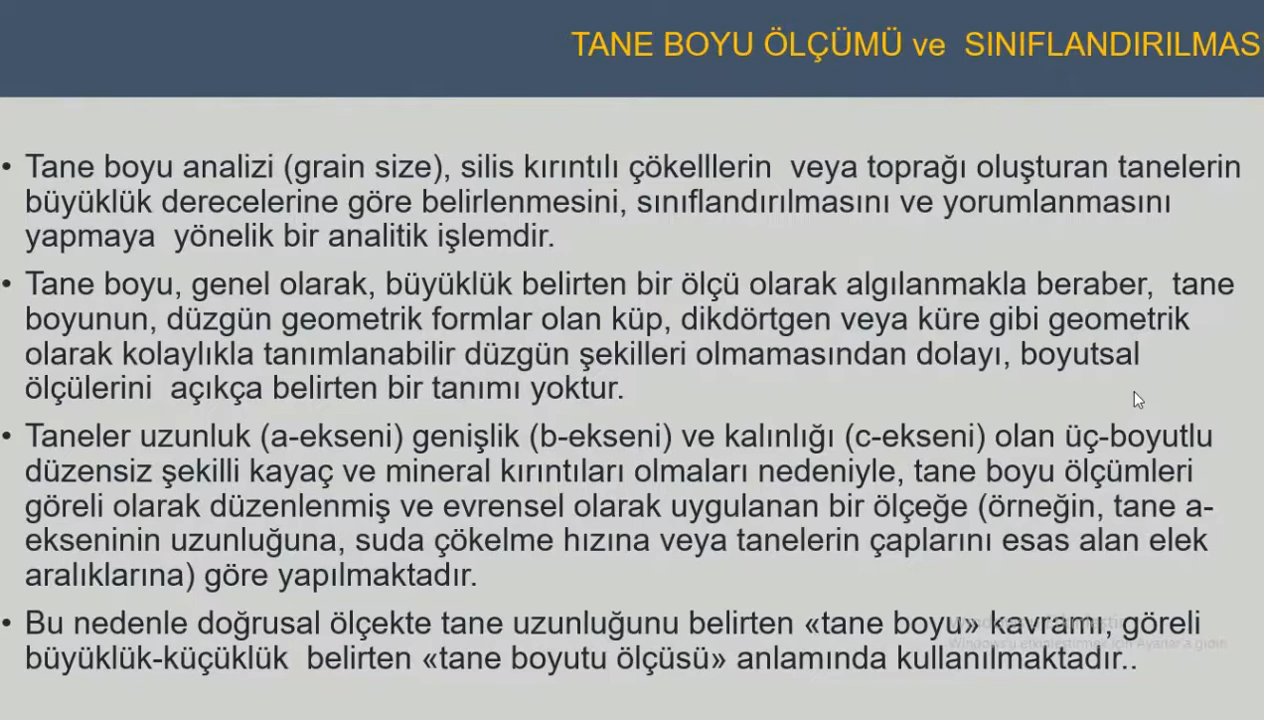 TANE BOYU ÖLÇÜMÜ ve SINIFLANDIRILMAS
• Tane boyu analizi (grain size), silis kırıntılı çökelllerin veya toprağı oluşturan tanelerin
büyüklük derecelerine göre belirlenmesini, sınıflandırılmasını ve yorumlanmasını
yapmaya yönelik bir analitik işlemdir.
• Tane boyu, genel olarak, büyüklük belirten bir ölçü olarak algılanmakla beraber, tane
boyunun, düzgün geometrik formlar olan küp, dikdörtgen veya küre gibi geometrik
olarak kolaylıkla tanımlanabilir düzgün şekilleri olmamasından dolayı, boyutsal
ölçülerini açıkça belirten bir tanımı yoktur.
• Taneler uzunluk (a-ekseni) genişlik (b-ekseni) ve kalınlığı (c-ekseni) olan üç-boyutlu
düzensiz şekilli kayaç ve mineral kırıntıları olmaları nedeniyle, tane boyu ölçümleri
göreli olarak düzenlenmiş ve evrensel olarak uygulanan bir ölçeğe (örneğin, tane a-
ekseninin uzunluğuna, suda çökelme hızına veya tanelerin çaplarını esas alan elek
aralıklarına) göre yapılmaktadır.
• Bu nedenle doğrusal ölçekte tane uzunluğunu belirten «tane boyu» kavramı, göreli
büyüklük-küçüklük belirten «tane boyutu ölçüsü» anlamında kullanılmaktadır..
Windows'u etkinleştirmek için Ayarlar'a gidin